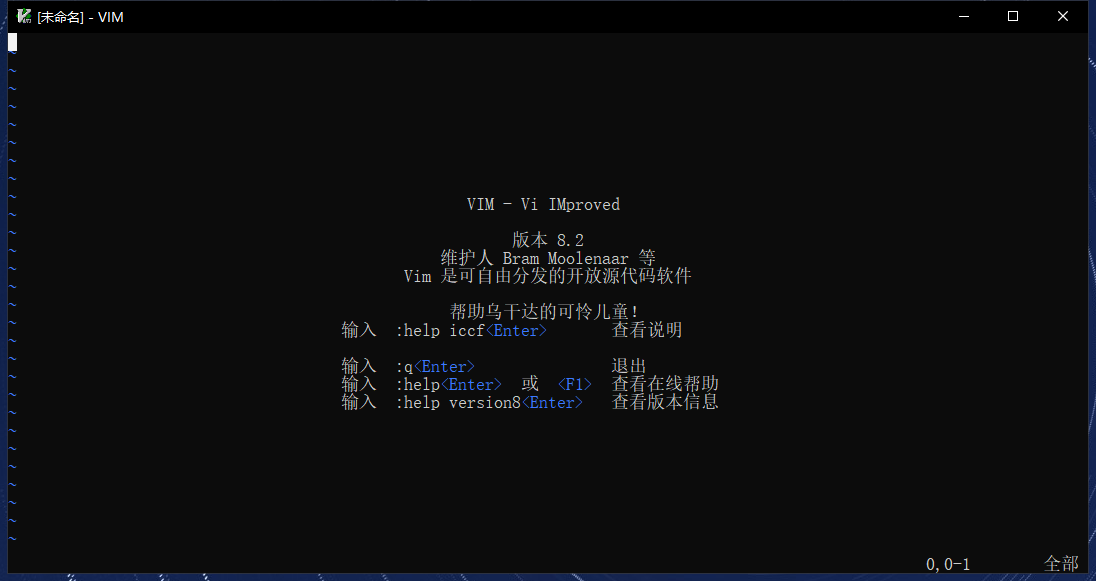 [未命名] - VIM
~
~
~
~
~
~
~
~
~
VIM - Vi IMproved
~
~
版本 8.2
~
维护人 Bram Moolenaar 等
~
Vim 是可自由分发的开放源代码软件
~
~
帮助乌干达的可怜儿童!
~
输入  :help iccf<Enter>       查看说明
~
~
输入  :q<Enter>               退出
~
输入  :help<Enter>  或  <F1>  查看在线帮助
~
输入  :help version8<Enter>   查看版本信息
~
~
~
~
~
~
~
~
0,0-1         全部